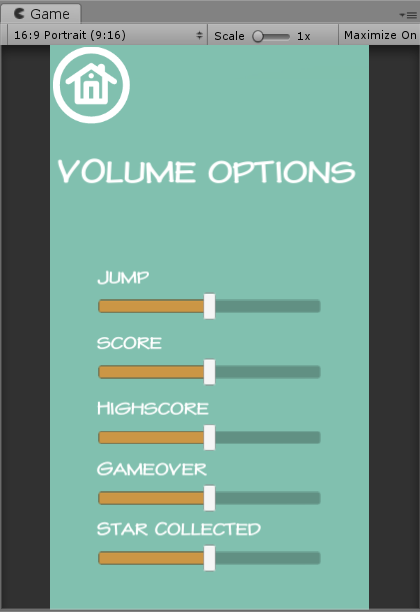 Game
16:9 Portrait (9:16) Scale 1x Maximize On
VOLUME OPTIONS
JUMP
SCORE
HIGHSCORE
GAMEOVER
STAR COLLECTED